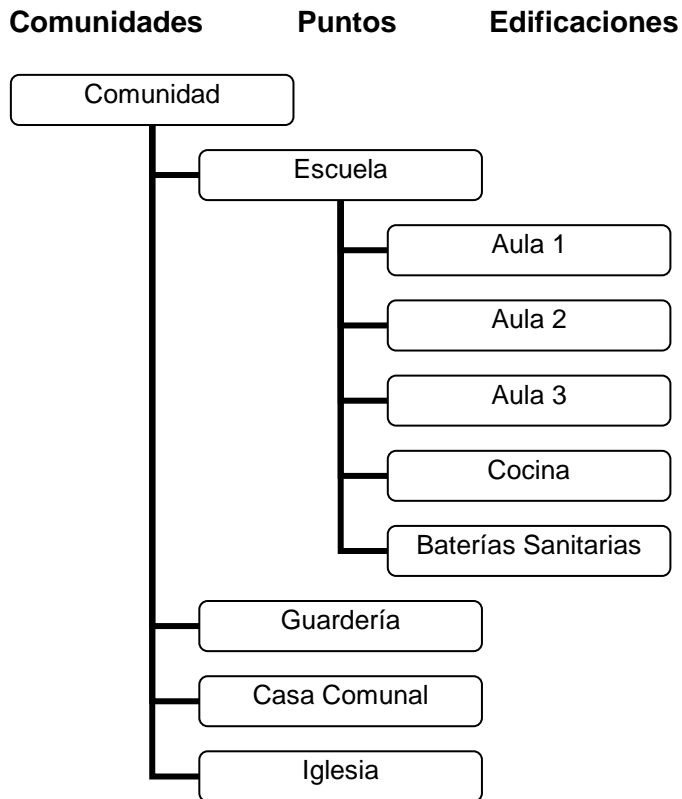 Comunidades Puntos Edificaciones
Comunidad
Escuela
Aula 1
Aula 2
Aula 3
Cocina
Baterías Sanitarias
Guardería
Casa Comunal
Iglesia